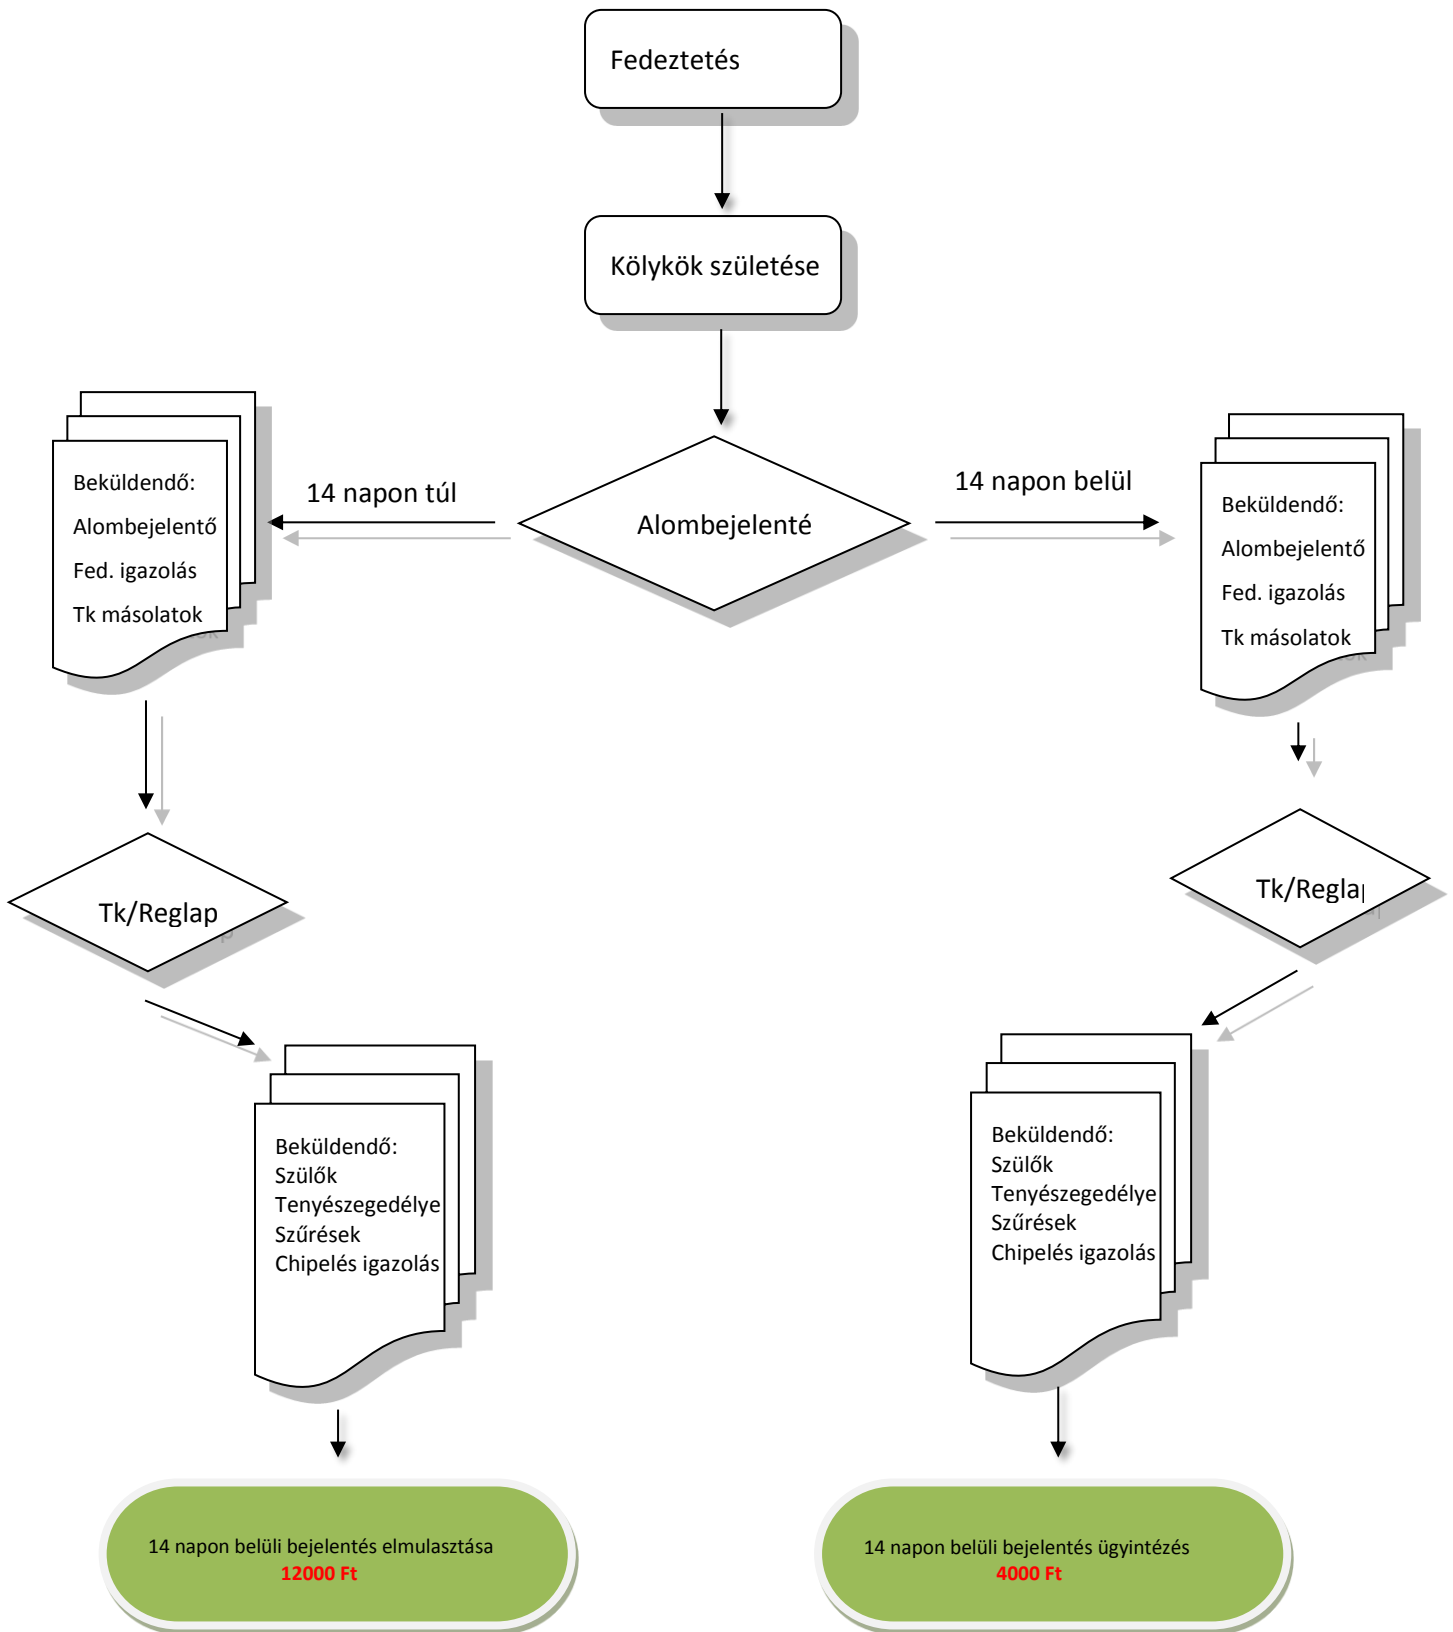 Fedeztetés
Kölykök születése
Alombejelenté
14 napon túl
14 napon belül
Beküldendő:
Alombejelentő
Fed. igazolás
Tk másolatok
Beküldendő:
Alombejelentő
Fed. igazolás
Tk másolatok
Tk/Reglap
Tk/Regla
Beküldendő:
Szülők
Tenyészegedélye
Szűrések
Chipelés igazolás
Beküldendő:
Szülők
Tenyészegedélye
Szűrések
Chipelés igazolás
14 napon belüli bejelentés elmulasztása
12000 Ft
14 napon belüli bejelentés ügyintézés
4000 Ft